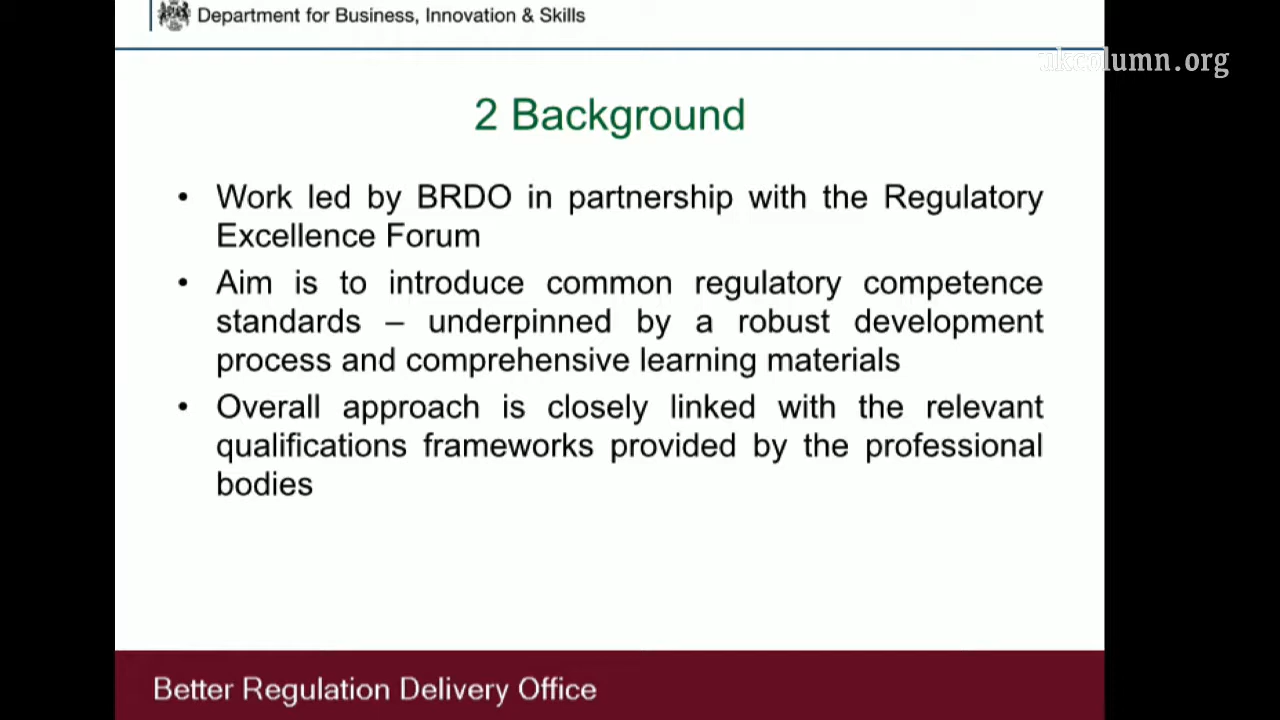 Department for Business, Innovation & Skills
ukcolumn.org
2 Background
• Work led by BRDO in partnership with the Regulatory
Excellence Forum
• Aim is to introduce common regulatory competence
standards – underpinned by a robust development
process and comprehensive learning materials
• Overall approach is closely linked with the relevant
qualifications frameworks provided by the professional
bodies
Better Regulation Delivery Office